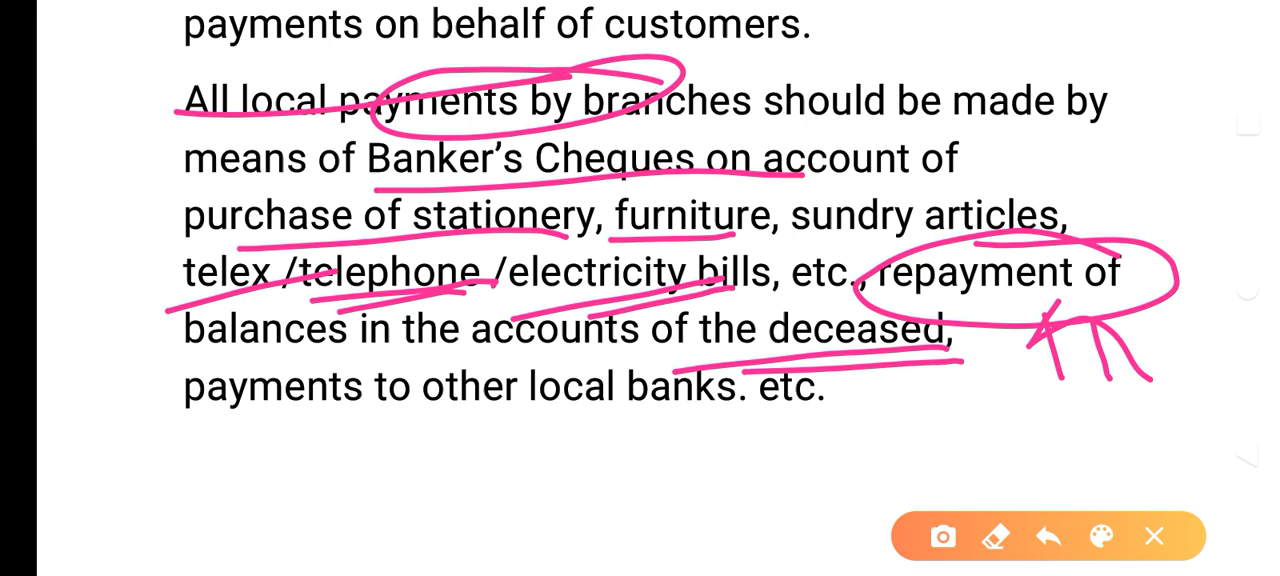 payments on behalf of customers.
All local payments by branches should be made by
means of Banker’s Cheques on account of
purchase of stationery, furniture, sundry articles,
telex /telephone /electricity bills, etc., repayment of
balances in the accounts of the deceased,
payments to other local banks. etc.